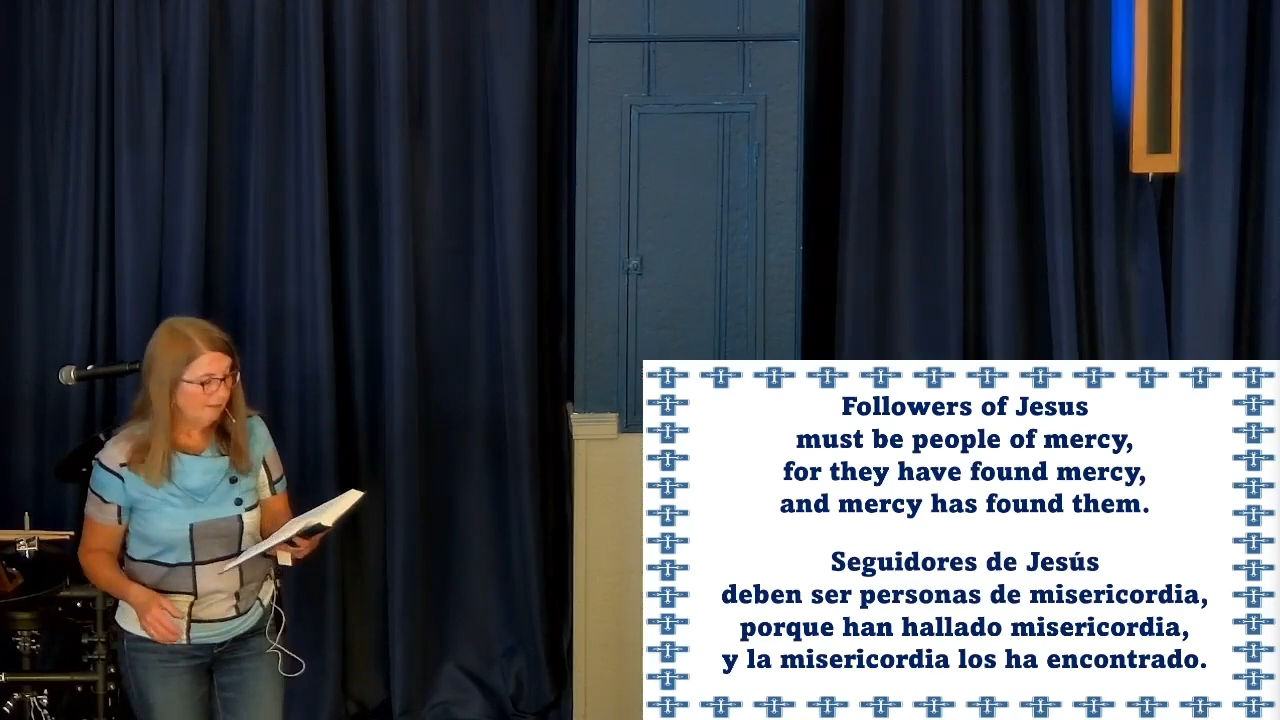 Followers of Jesus
must be people of mercy,
for they have found mercy,
and mercy has found them.
Seguidores de Jesús
deben ser personas de misericordia,
porque han hallado misericordia,
y la misericordia los ha encontrado.